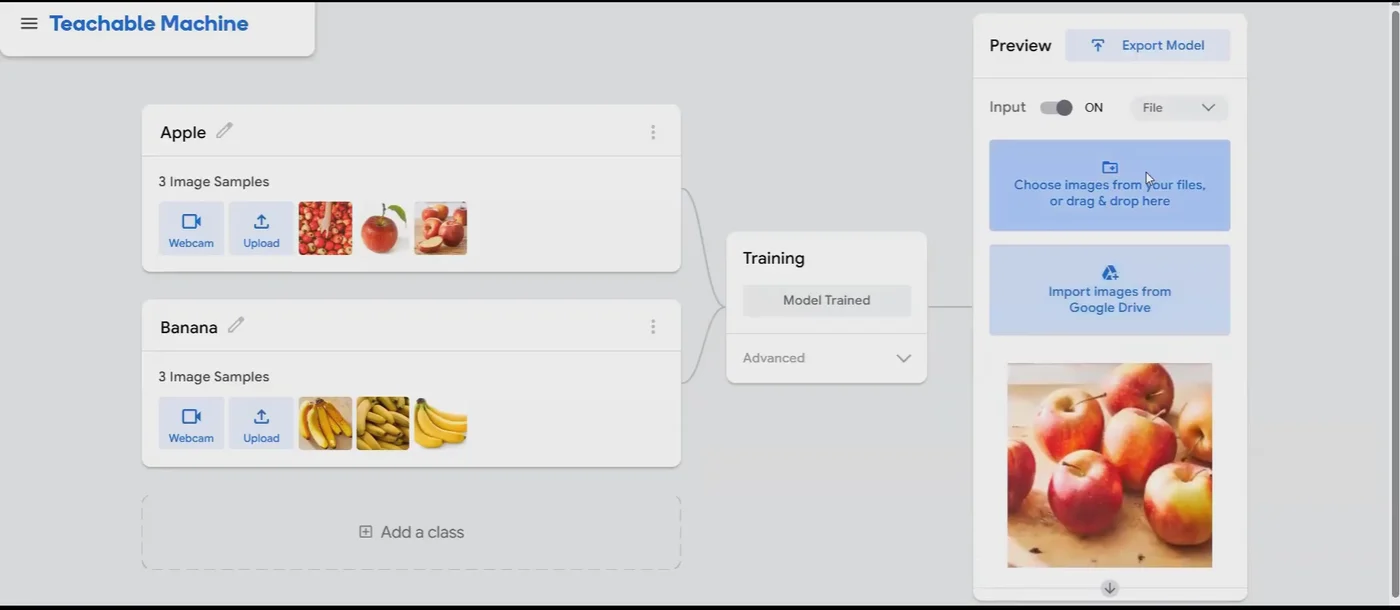 Teachable Machine
Apple
3 Image Samples
Webcam
Upload
Banana
3 Image Samples
Webcam
Upload
Add a class
Training
Model Trained
Advanced
Preview
Export Model
Input
ON
File
Choose images from your files,
or drag & drop here
Import images from
Google Drive